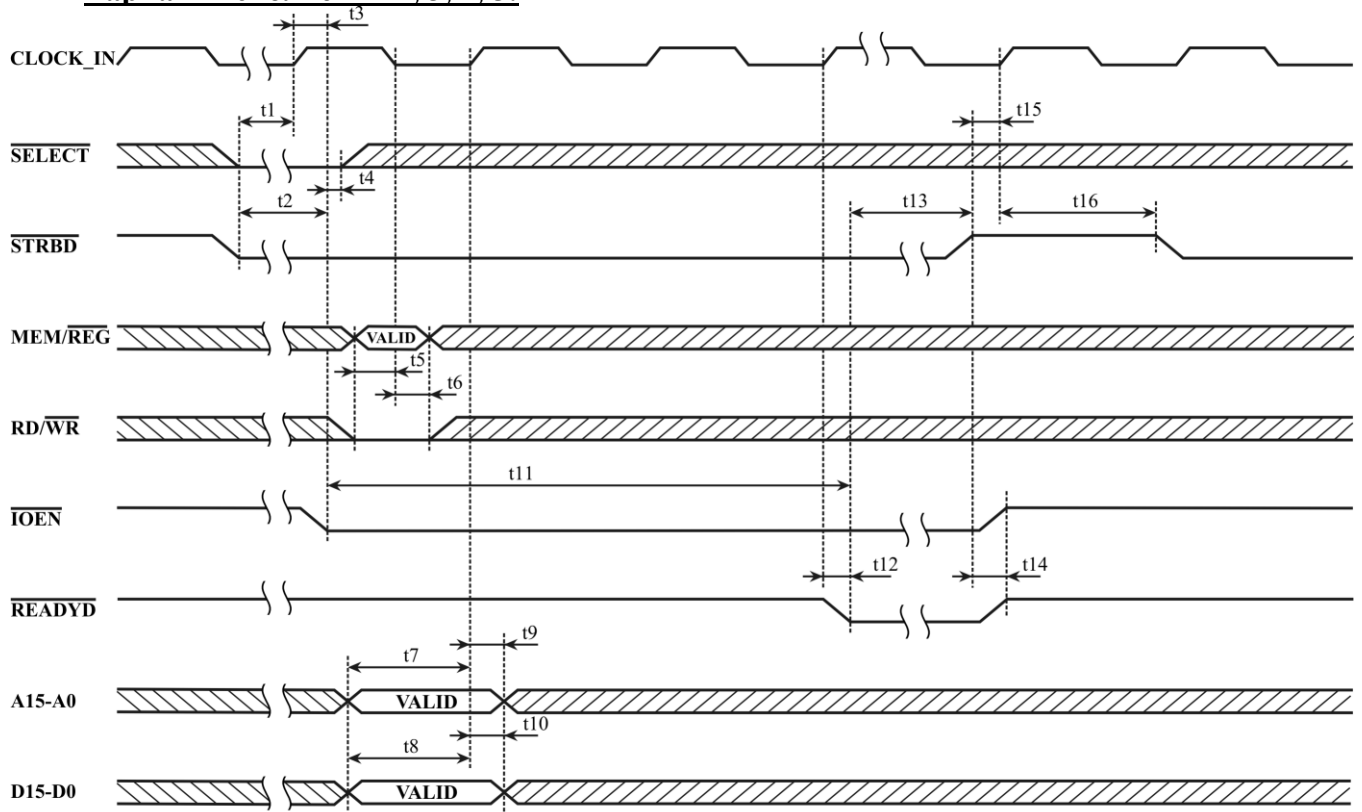 t3
CLOCK_IN
t1
t15
SELECT
t4
t2
t13
t16
STRBD
MEM/REG
VALID
t5
t6
RD/WR
t11
IOEN
t12
t14
READYD
t9
t7
A15-A0
VALID
t10
t8
D15-D0
VALID